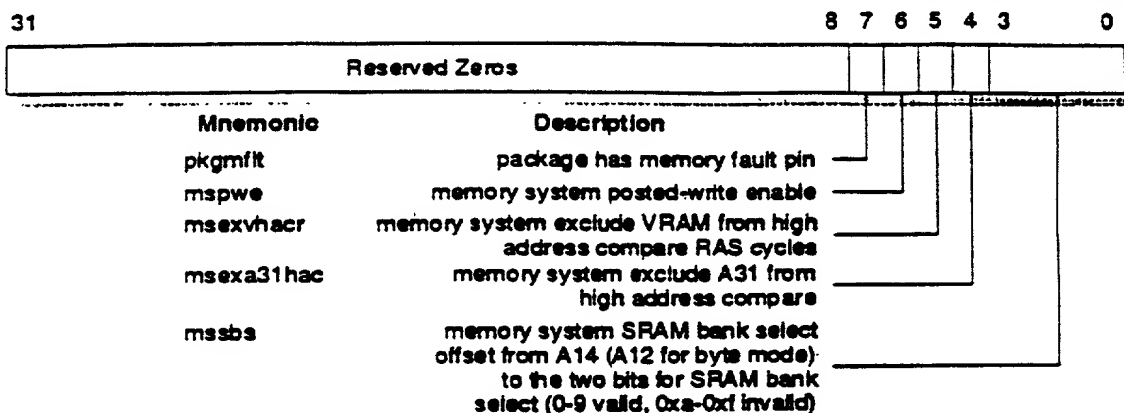 31 8 7 6 5 4 3 0
Reserved Zeros
Mnemonic Description
pkgmflt package has memory fault pin
mspwe memory system posted-write enable
msexvhacr memory system exclude VRAM from high
address compare RAS cycles
msexa31hac memory system exclude A31 from
high address compare
mssbs memory system SRAM bank select
offset from A14 (A12 for byte mode)
to the two bits for SRAM bank
select (0-9 valid, 0xa-0xf invalid)